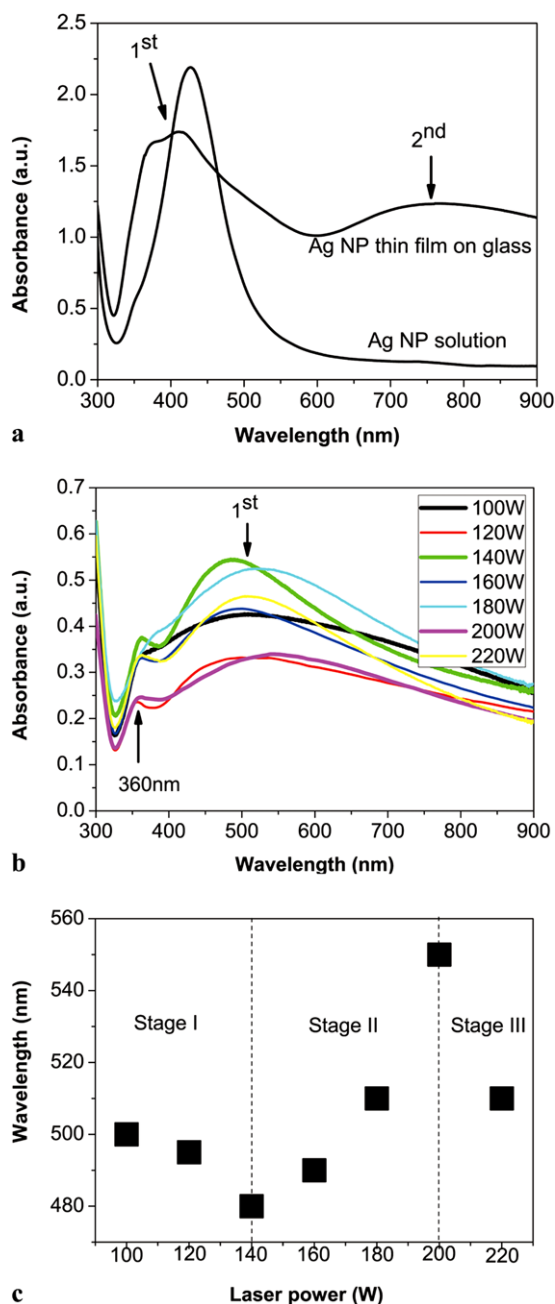 2.5
2.0
1.5
1.0
0.5
0.0
Absorbance (a.u.)
1st
2nd
Ag NP thin film on glass
Ag NP solution
300 400 500 600 700 800 900
Wavelength (nm)
a
0.7
0.6
0.5
0.4
0.3
0.2
0.1
0.0
Absorbance (a.u.)
1st
360nm
100W
120W
140W
160W
180W
200W
220W
300 400 500 600 700 800 900
Wavelength (nm)
b
560
540
520
500
480
Wavelength (nm)
Stage I
Stage II
Stage III
100 120 140 160 180 200 220
Laser power (W)
c